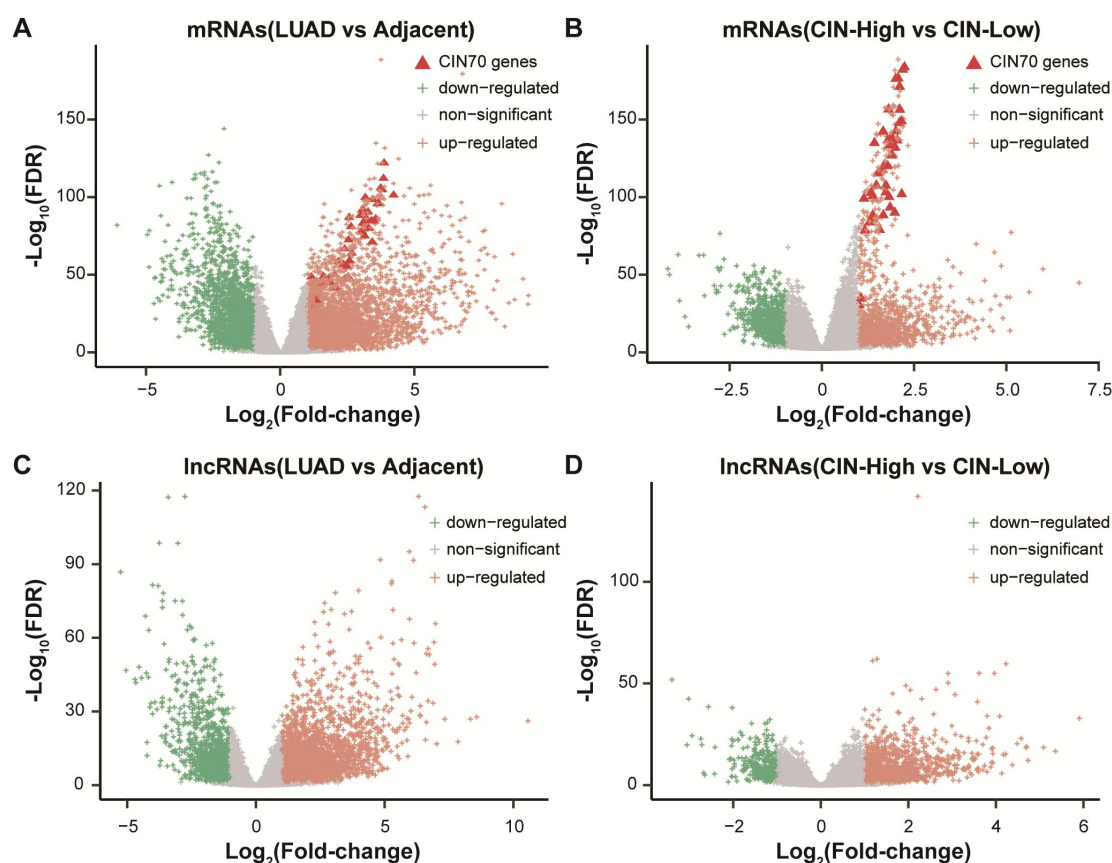 A
mRNAs(LUAD vs Adjacent)
CIN70 genes
down−regulated
non−significant
up−regulated
150
100
50
0
-Log10(FDR)
−5
0
5
Log2(Fold-change)
B
mRNAs(CIN-High vs CIN-Low)
CIN70 genes
down−regulated
non−significant
up−regulated
150
100
50
0
-Log10(FDR)
−2.5
0
2.5
5.0
7.5
Log2(Fold-change)
C
lncRNAs(LUAD vs Adjacent)
down−regulated
non−significant
up−regulated
120
90
60
30
0
-Log10(FDR)
−5
0
5
10
Log2(Fold-change)
D
lncRNAs(CIN-High vs CIN-Low)
down−regulated
non−significant
up−regulated
100
50
0
-Log10(FDR)
−2
0
2
4
6
Log2(Fold-change)